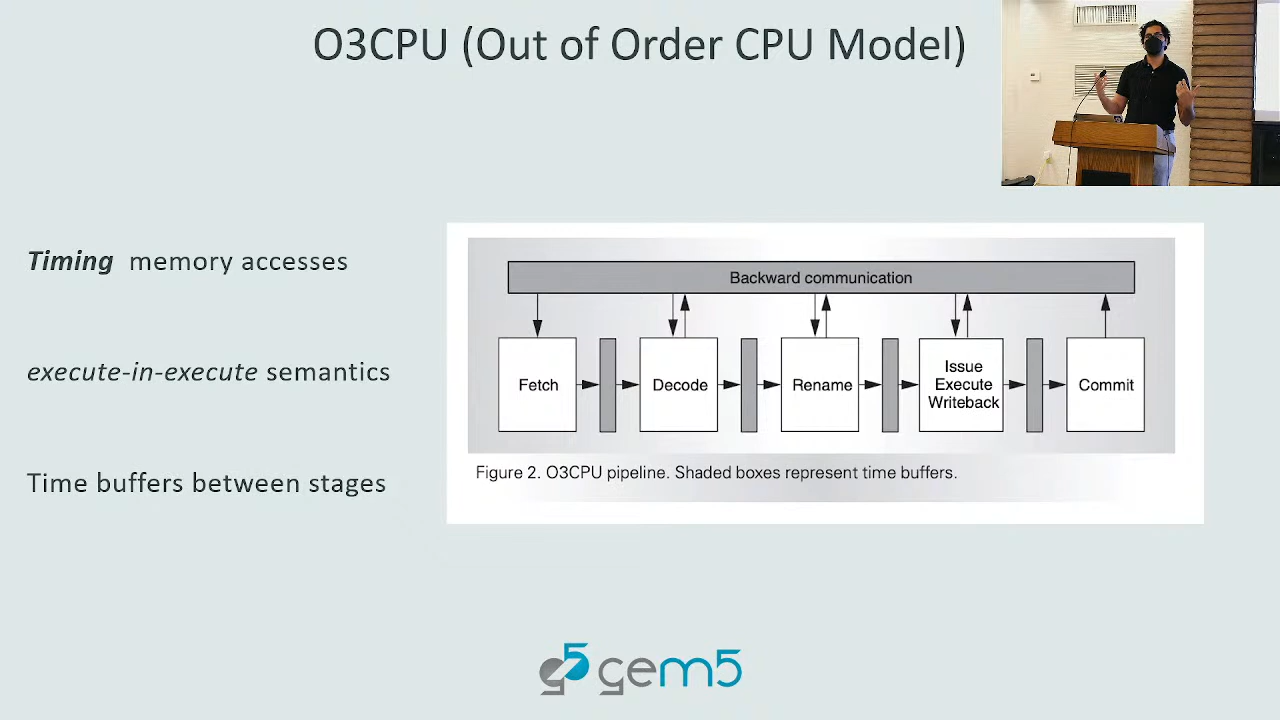 O3CPU (Out of Order CPU Model)
Timing memory accesses
execute-in-execute semantics
Time buffers between stages
Backward communication
Fetch
Decode
Rename
Issue
Execute
Writeback
Commit
Figure 2. O3CPU pipeline. Shaded boxes represent time buffers.
g5 gem5